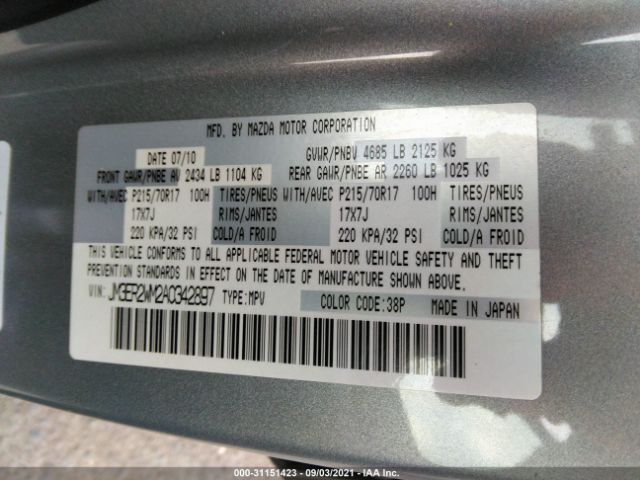 MFD. BY MAZDA MOTOR CORPORATION
DATE 07/10 GVWR/PNBV 4685 LB 2125 KG
FRONT GAWR/PNBE AV 2434 LB 1104 KG REAR GAWR/PNBE AR 2260 LB 1025 KG
WITH/AVEC P215/70R17 100H TIRES/PNEUS WITH/AVEC P215/70R17 100H TIRES/PNEUS
17X7J RIMS/JANTES 17X7J RIMS/JANTES
220 KPA/32 PSI COLD/A FROID 220 KPA/32 PSI COLD/A FROID
THIS VEHICLE CONFORMS TO ALL APPLICABLE FEDERAL MOTOR VEHICLE SAFETY AND THEFT
PREVENTION STANDARDS IN EFFECT ON THE DATE OF MANUFACTURE SHOWN ABOVE.
VIN: JM3ER2WM2A0342897 TYPE:MPV COLOR CODE:38P MADE IN JAPAN
000-31151423 - 09/03/2021 - IAA Inc.